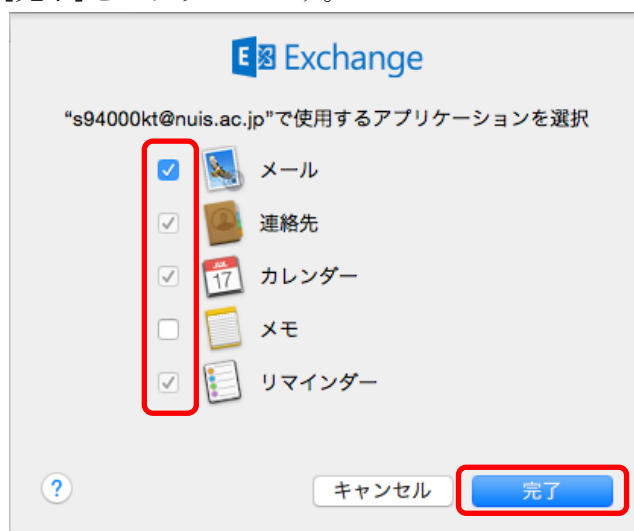 Exchange
“s94000kt@nuis.ac.jp”で使用するアプリケーションを選択
メール
連絡先
JUL
17
カレンダー
メモ
リマインダー
?
キャンセル
完了